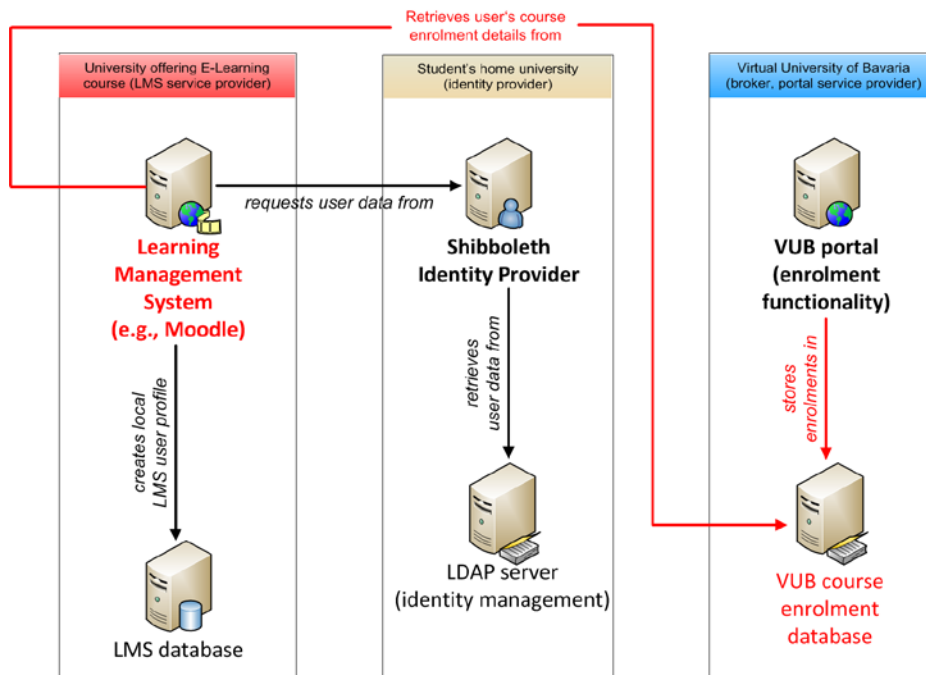 Retrieves user's course
enrolment details from
University offering E-Learning
course (LMS service provider)
Student's home university
(identity provider)
Virtual University of Bavaria
(broker, portal service provider)
requests user data from
Learning
Management
System
(e.g., Moodle)
Shibboleth
Identity Provider
VUB portal
(enrolment
functionality)
creates local
LMS user profile
retrieves
user data from
stores
enrolments in
LMS database
LDAP server
(identity management)
VUB course
enrolment
database